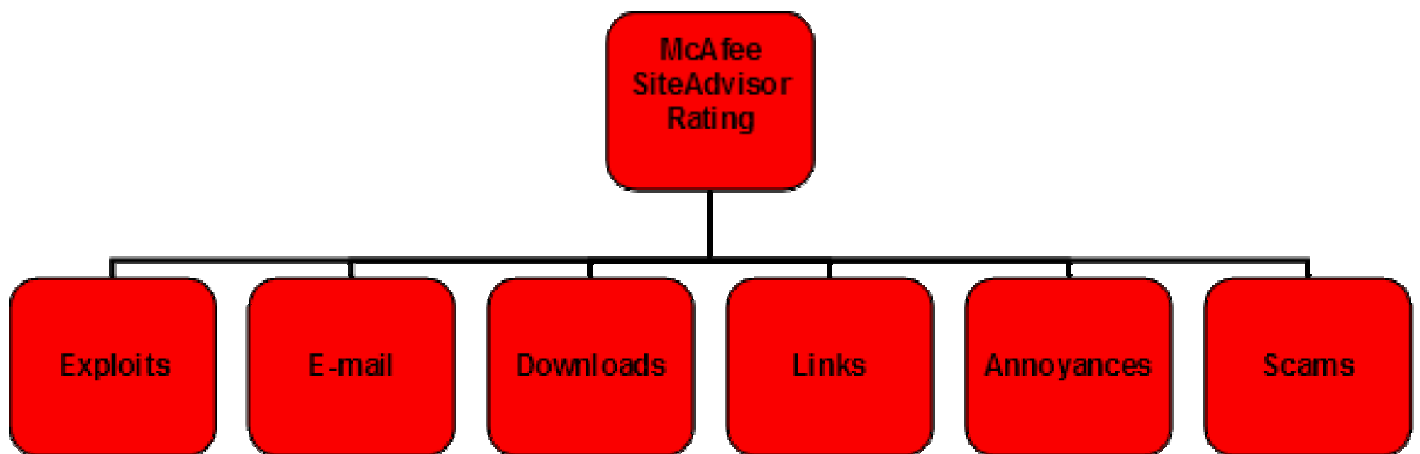 McAfee
SiteAdvisor
Rating
Exploits
E-mail
Downloads
Links
Annoyances
Scams